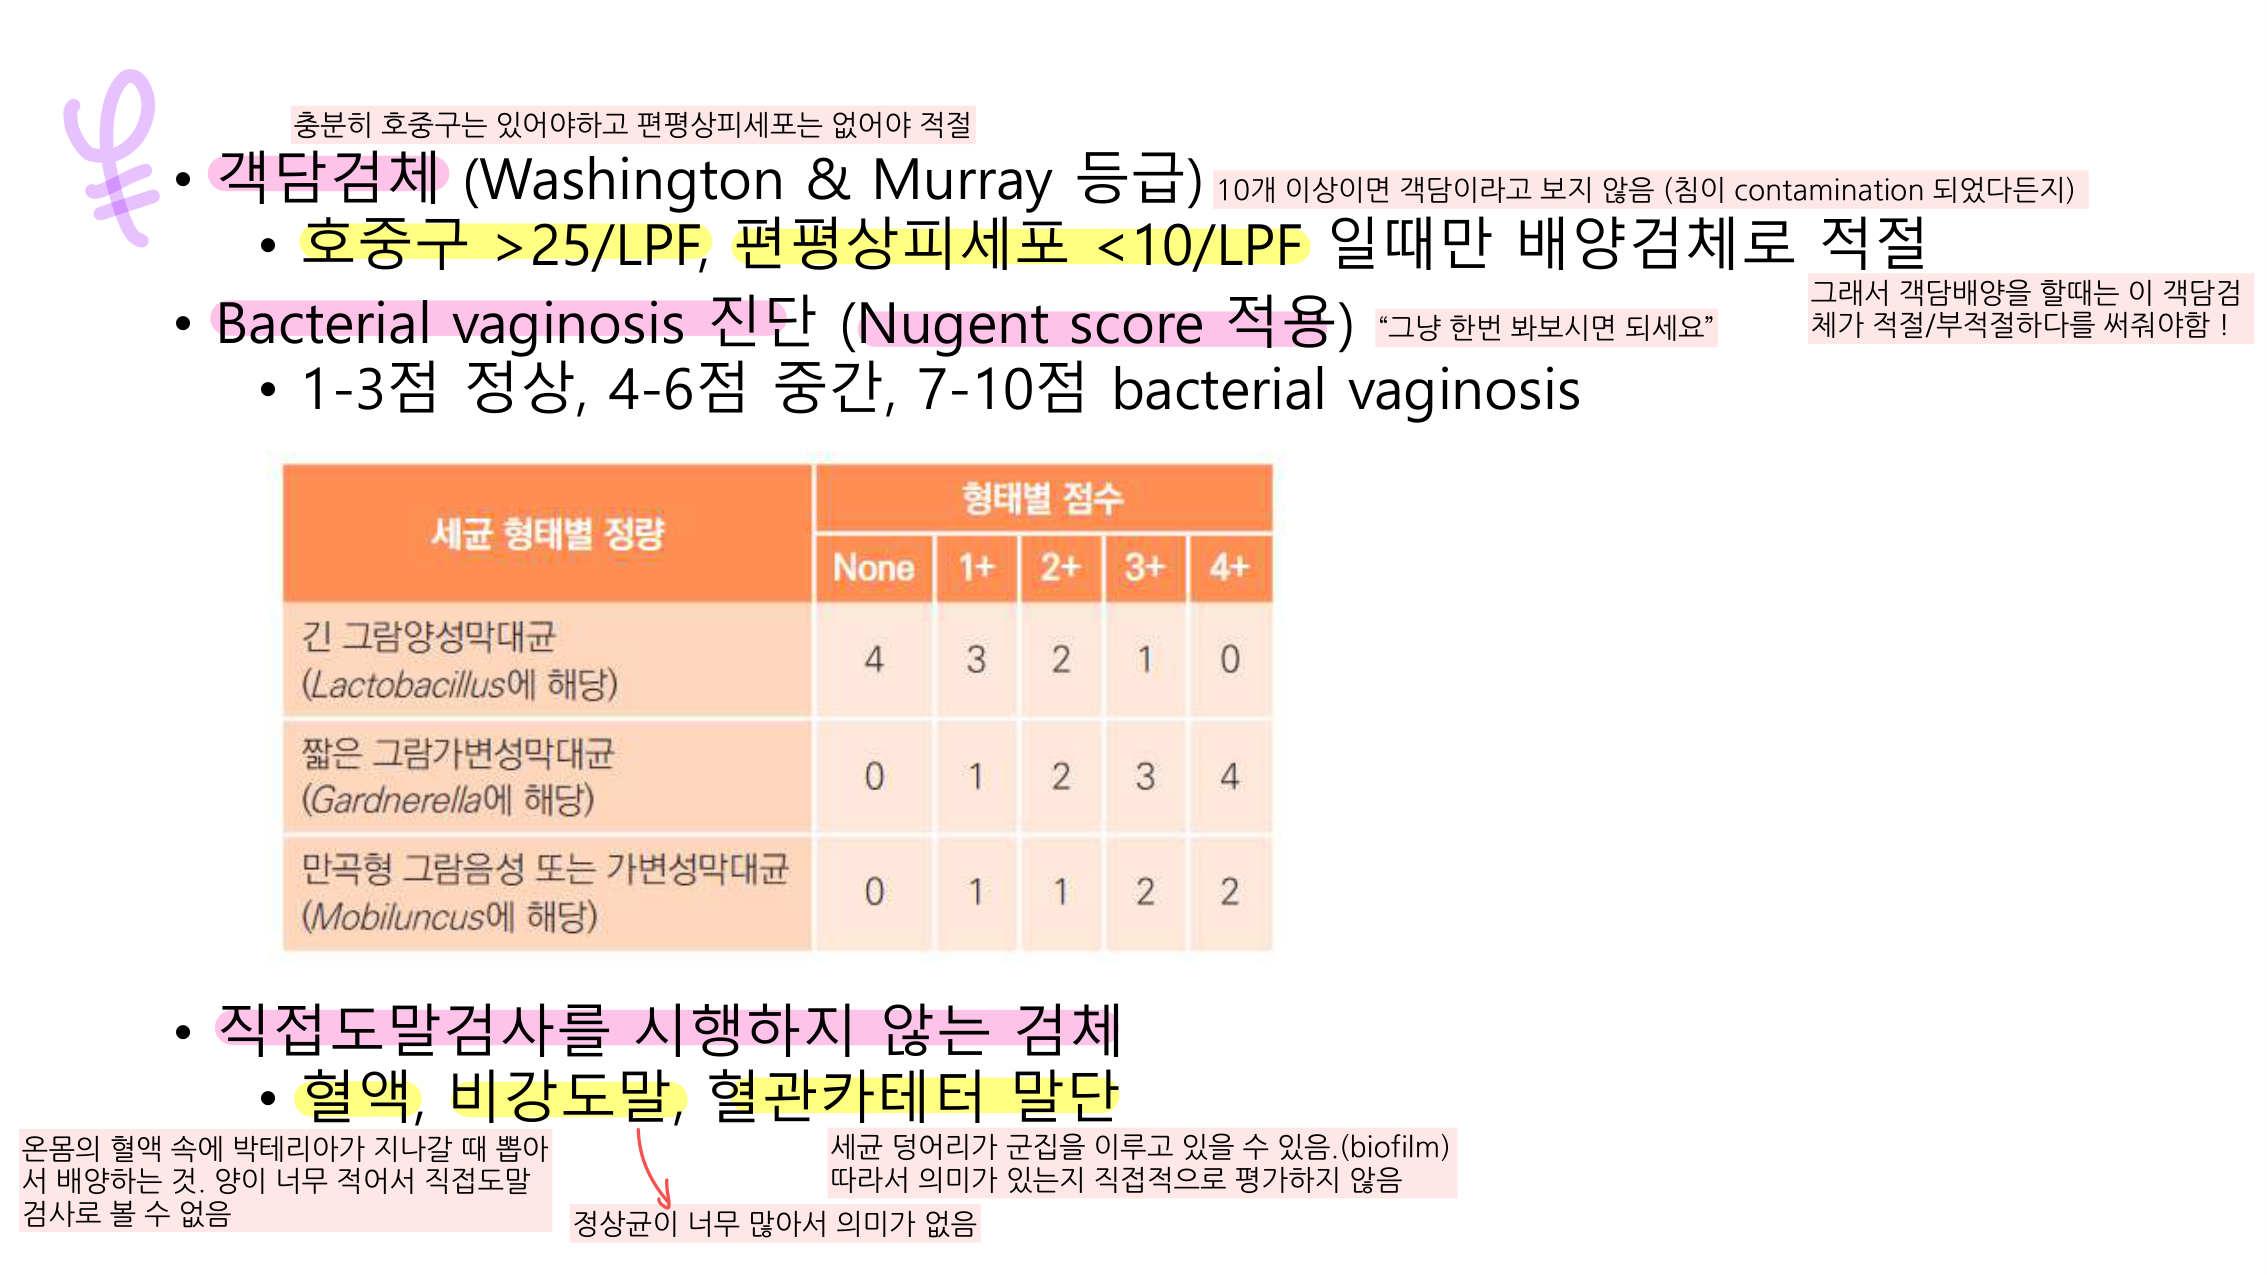 충분히 호중구는 있어야하고 편평상피세포는 없어야 적절
• 객담검체 (Washington & Murray 등급)
10개 이상이면 객담이라고 보지 않음 (침이 contamination 되었다든지)
• 호중구 >25/LPF, 편평상피세포 <10/LPF 일때만 배양검체로 적절
그래서 객담배양을 할때는 이 객담검
체가 적절/부적절하다를 써줘야함 !
• Bacterial vaginosis 진단 (Nugent score 적용)
“그냥 한번 봐보시면 되세요”
• 1-3점 정상, 4-6점 중간, 7-10점 bacterial vaginosis
세균 형태별 정량
형태별 점수
None 1+ 2+ 3+ 4+
긴 그람양성막대균
(Lactobacillus에 해당)
4 3 2 1 0
짧은 그람가변성막대균
(Gardnerella에 해당)
0 1 2 3 4
만곡형 그람음성 또는 가변성막대균
(Mobiluncus에 해당)
0 1 1 2 2
• 직접도말검사를 시행하지 않는 검체
• 혈액, 비강도말, 혈관카테터 말단
온몸의 혈액 속에 박테리아가 지나갈 때 뽑아
서 배양하는 것. 양이 너무 적어서 직접도말
검사로 볼 수 없음
세균 덩어리가 군집을 이루고 있을 수 있음.(biofilm)
따라서 의미가 있는지 직접적으로 평가하지 않음
정상균이 너무 많아서 의미가 없음